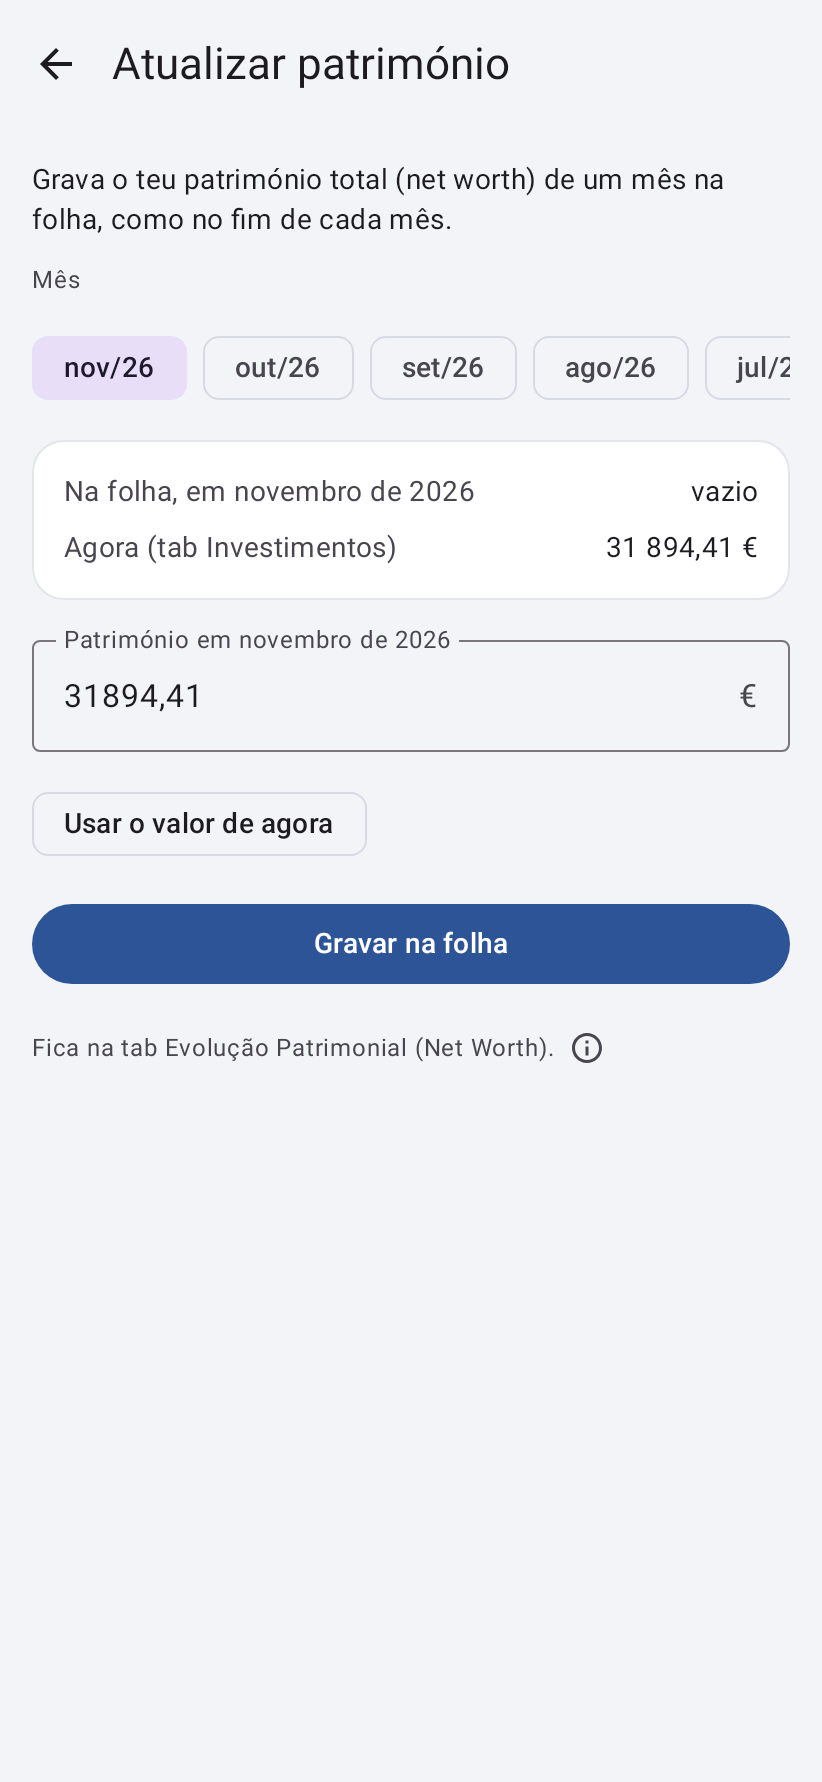 Atualizar património
Grava o teu património total (net worth) de um mês na
folha, como no fim de cada mês.
Mês
nov/26
out/26
set/26
ago/26
jul/2
Na folha, em novembro de 2026
vazio
Agora (tab Investimentos)
31 894,41 €
Património em novembro de 2026
31894,41
€
Usar o valor de agora
Gravar na folha
Fica na tab Evolução Patrimonial (Net Worth).